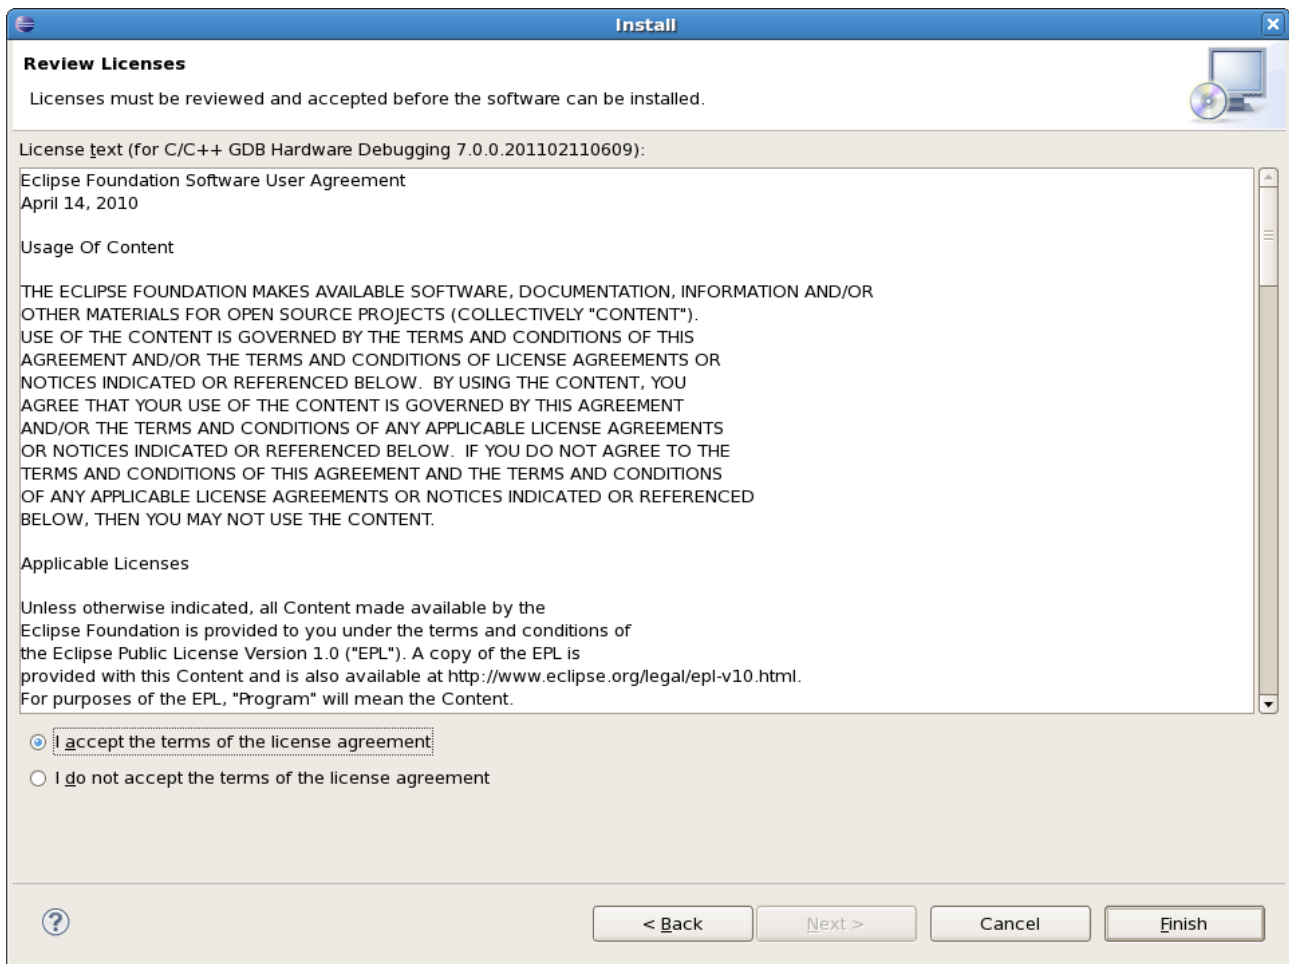 Install
Review Licenses
Licenses must be reviewed and accepted before the software can be installed.
License text (for C/C++ GDB Hardware Debugging 7.0.0.201102110609):
Eclipse Foundation Software User Agreement
April 14, 2010
Usage Of Content
THE ECLIPSE FOUNDATION MAKES AVAILABLE SOFTWARE, DOCUMENTATION, INFORMATION AND/OR
OTHER MATERIALS FOR OPEN SOURCE PROJECTS (COLLECTIVELY "CONTENT").
USE OF THE CONTENT IS GOVERNED BY THE TERMS AND CONDITIONS OF THIS
AGREEMENT AND/OR THE TERMS AND CONDITIONS OF LICENSE AGREEMENTS OR
NOTICES INDICATED OR REFERENCED BELOW.  BY USING THE CONTENT, YOU
AGREE THAT YOUR USE OF THE CONTENT IS GOVERNED BY THIS AGREEMENT
AND/OR THE TERMS AND CONDITIONS OF ANY APPLICABLE LICENSE AGREEMENTS
OR NOTICES INDICATED OR REFERENCED BELOW.  IF YOU DO NOT AGREE TO THE
TERMS AND CONDITIONS OF THIS AGREEMENT AND THE TERMS AND CONDITIONS
OF ANY APPLICABLE LICENSE AGREEMENTS OR NOTICES INDICATED OR REFERENCED
BELOW, THEN YOU MAY NOT USE THE CONTENT.
Applicable Licenses
Unless otherwise indicated, all Content made available by the
Eclipse Foundation is provided to you under the terms and conditions of
the Eclipse Public License Version 1.0 ("EPL"). A copy of the EPL is
provided with this Content and is also available at http://www.eclipse.org/legal/epl-v10.html.
For purposes of the EPL, "Program" will mean the Content.
I accept the terms of the license agreement
I do not accept the terms of the license agreement
? < Back Next > Cancel Finish